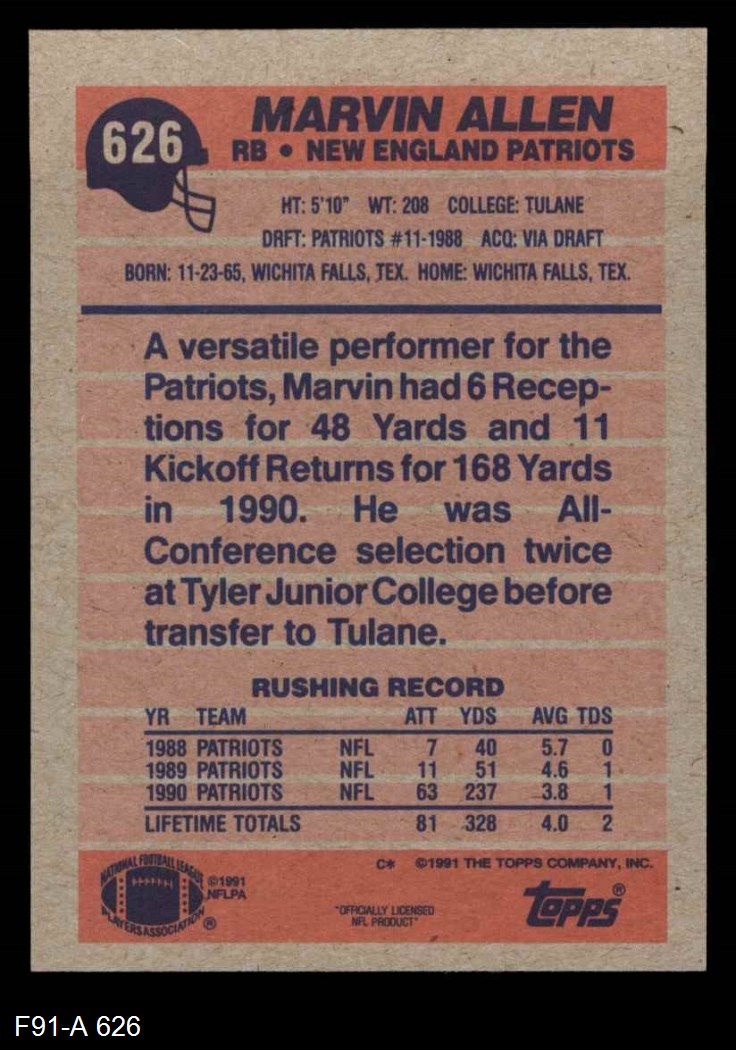 626
MARVIN ALLEN
RB • NEW ENGLAND PATRIOTS
HT: 5'10" WT: 208 COLLEGE: TULANE
DRFT: PATRIOTS #11-1988 ACQ: VIA DRAFT
BORN: 11-23-65, WICHITA FALLS, TEX. HOME: WICHITA FALLS, TEX.
A versatile performer for the
Patriots, Marvin had 6 Recep-
tions for 48 Yards and 11
Kickoff Returns for 168 Yards
in 1990. He was All-
Conference selection twice
at Tyler Junior College before
transfer to Tulane.
RUSHING RECORD
YR TEAM ATT YDS AVG TDS
1988 PATRIOTS NFL 7 40 5.7 0
1989 PATRIOTS NFL 11 51 4.6 1
1990 PATRIOTS NFL 63 237 3.8 1
LIFETIME TOTALS 81 328 4.0 2
C* ©1991 THE TOPPS COMPANY, INC.
NATIONAL FOOTBALL LEAGUE
PLAYERS ASSOCIATION ®
©1991
NFLPA
"OFFICIALLY LICENSED
NFL PRODUCT"
topps®
F91-A 626